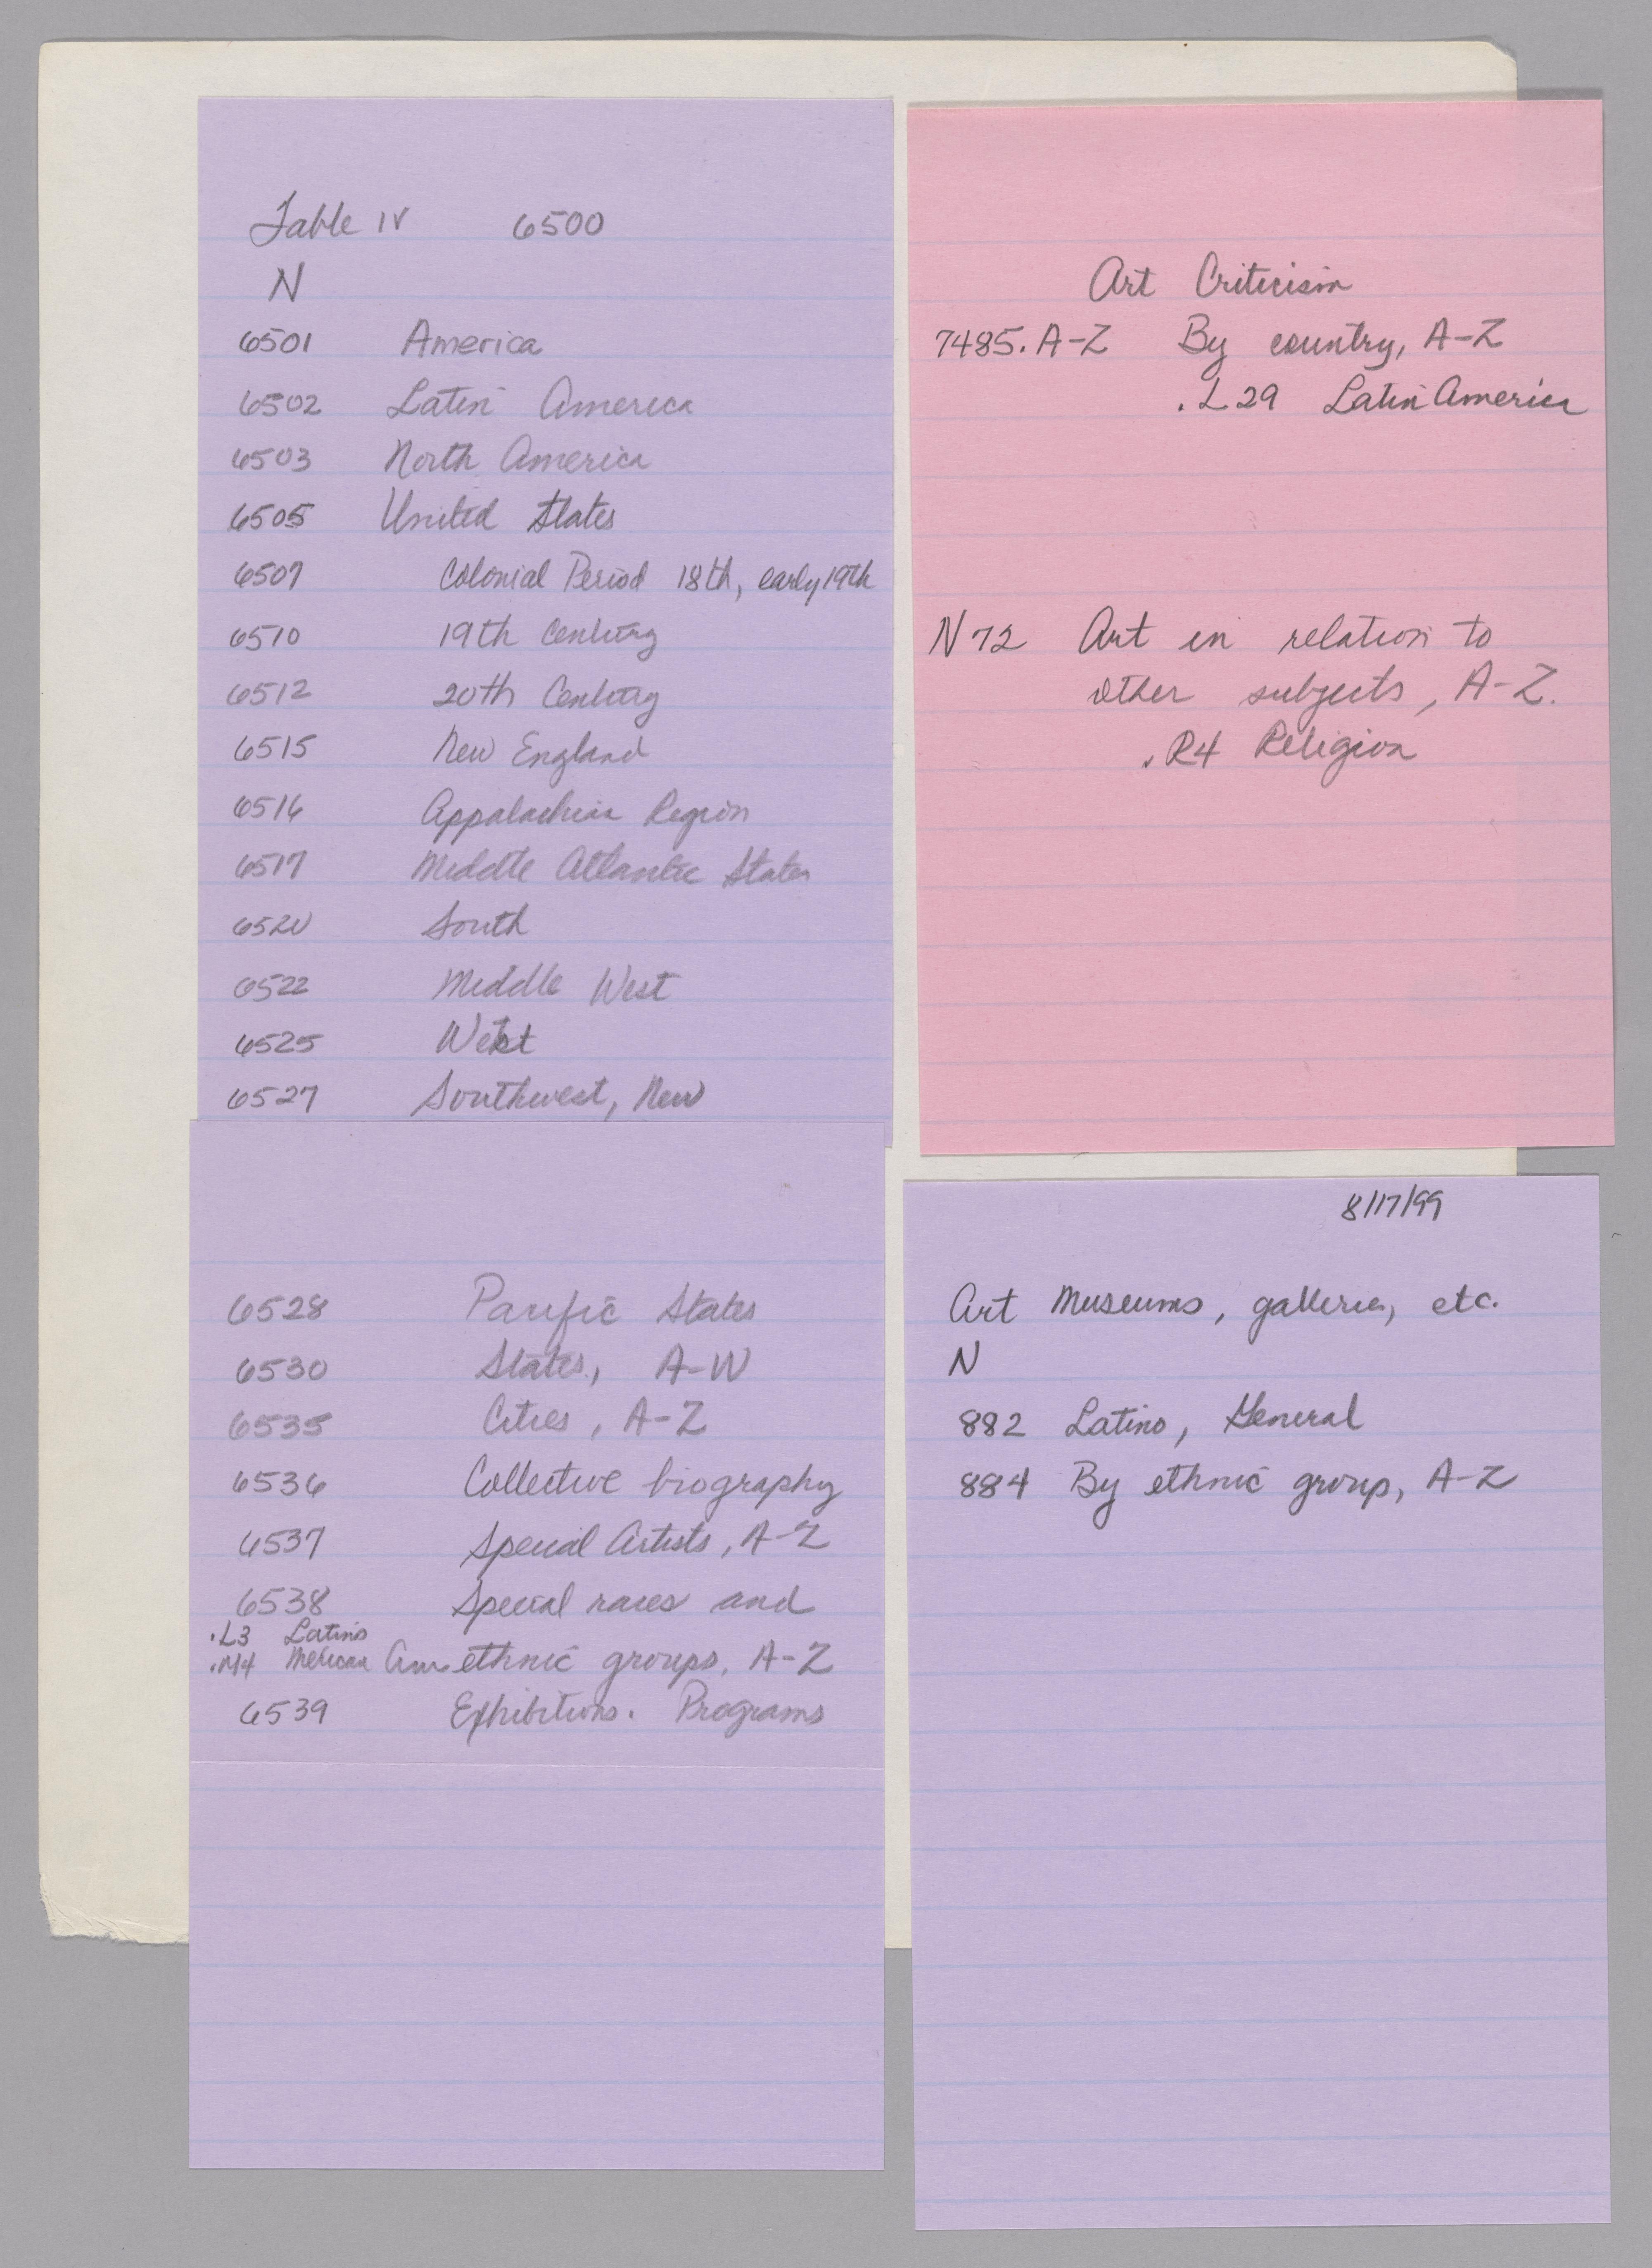 Table IV 6500
N
6501 America
6502 Latin America
6503 North America
6505 United States
6507 Colonial Period 18th, early 19th
6510 19th Century
6512 20th Century
6515 New England
6516 Appalachian Region
6517 Middle Atlantic States
6520 South
6522 Middle West
6525 West
6527 Southwest, New
6528 Pacific States
6530 States, A-W
6535 Cities, A-Z
6536 Collective biography
6537 Special Artists, A-Z
6538 Special races and
.L3 Latino
.M4 Mexican Am ethnic groups, A-Z
6539 Exhibitions. Programs
Art Criticism
7485.A-Z By country, A-Z
.L29 Latin America
N72 Art in relation to
other subjects, A-Z.
.R4 Religion
8/17/99
Art Museums, galleries, etc.
N
882 Latino, General
884 By ethnic group, A-Z